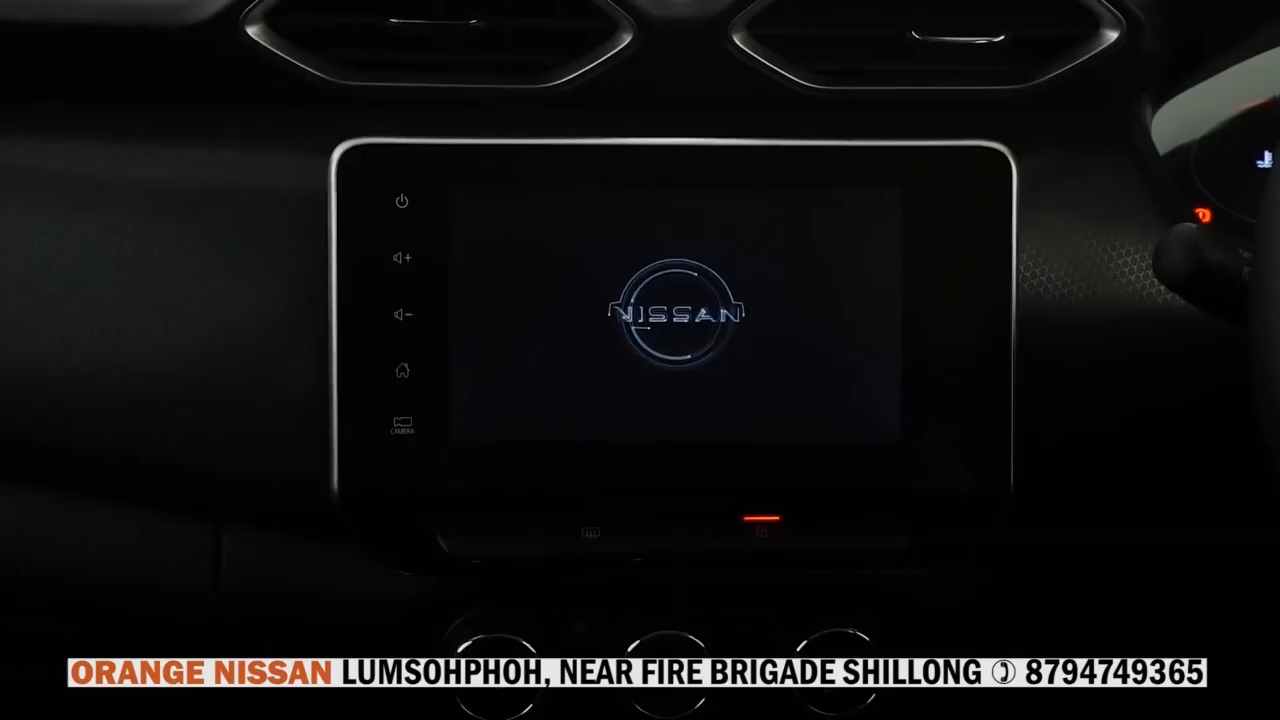 NISSAN
CAMERA
ORANGE NISSAN LUMSOHPHOH, NEAR FIRE BRIGADE SHILLONG ✆ 8794749365